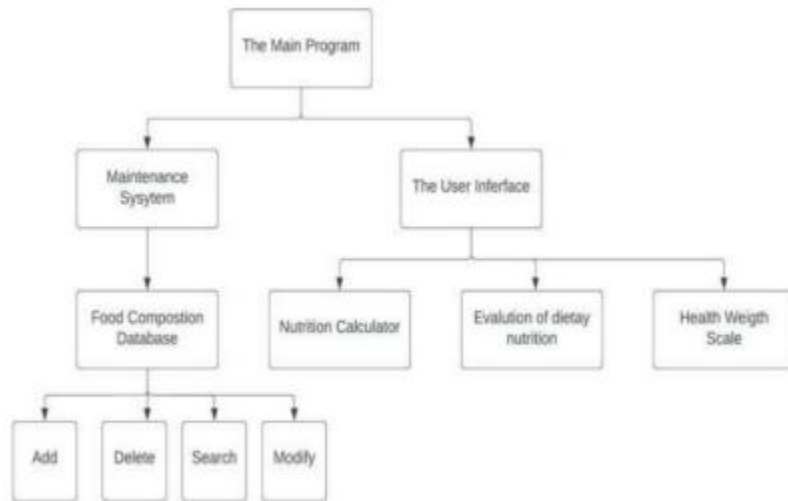 The Main Program
Maintenance
Sysytem
The User Inferface
Food Compostion
Database
Nutrition Calculator
Evalution of dietay
nutrition
Health Weigth
Scale
Add
Delete
Search
Modify